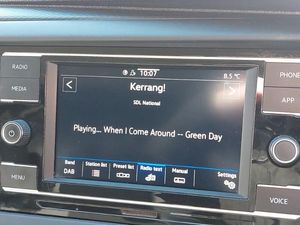 10:07
8.5 °C
RADIO
PHONE
Kerrang!
< >
SDL National
MEDIA
APP
Playing... When I Come Around -- Green Day
Band Station list Preset list Radio text Manual Settings
DAB
MENU
VOICE